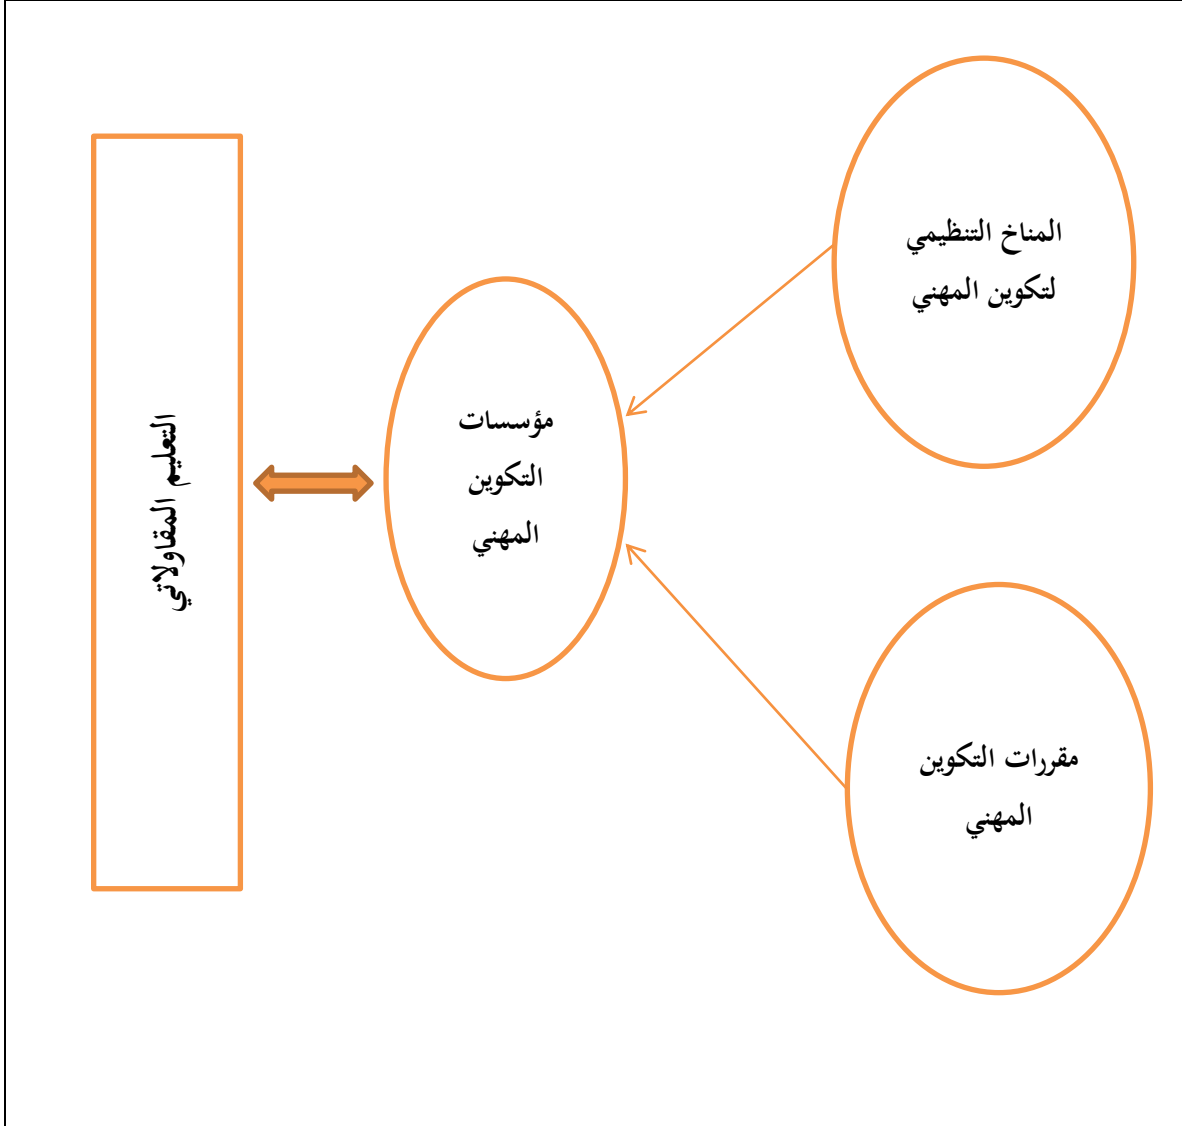 المناخ التنظيمي
لتكوين المهني
مؤسسات
التكوين
المهني
التعليم المقاولاتي
مقررات التكوين
المهني